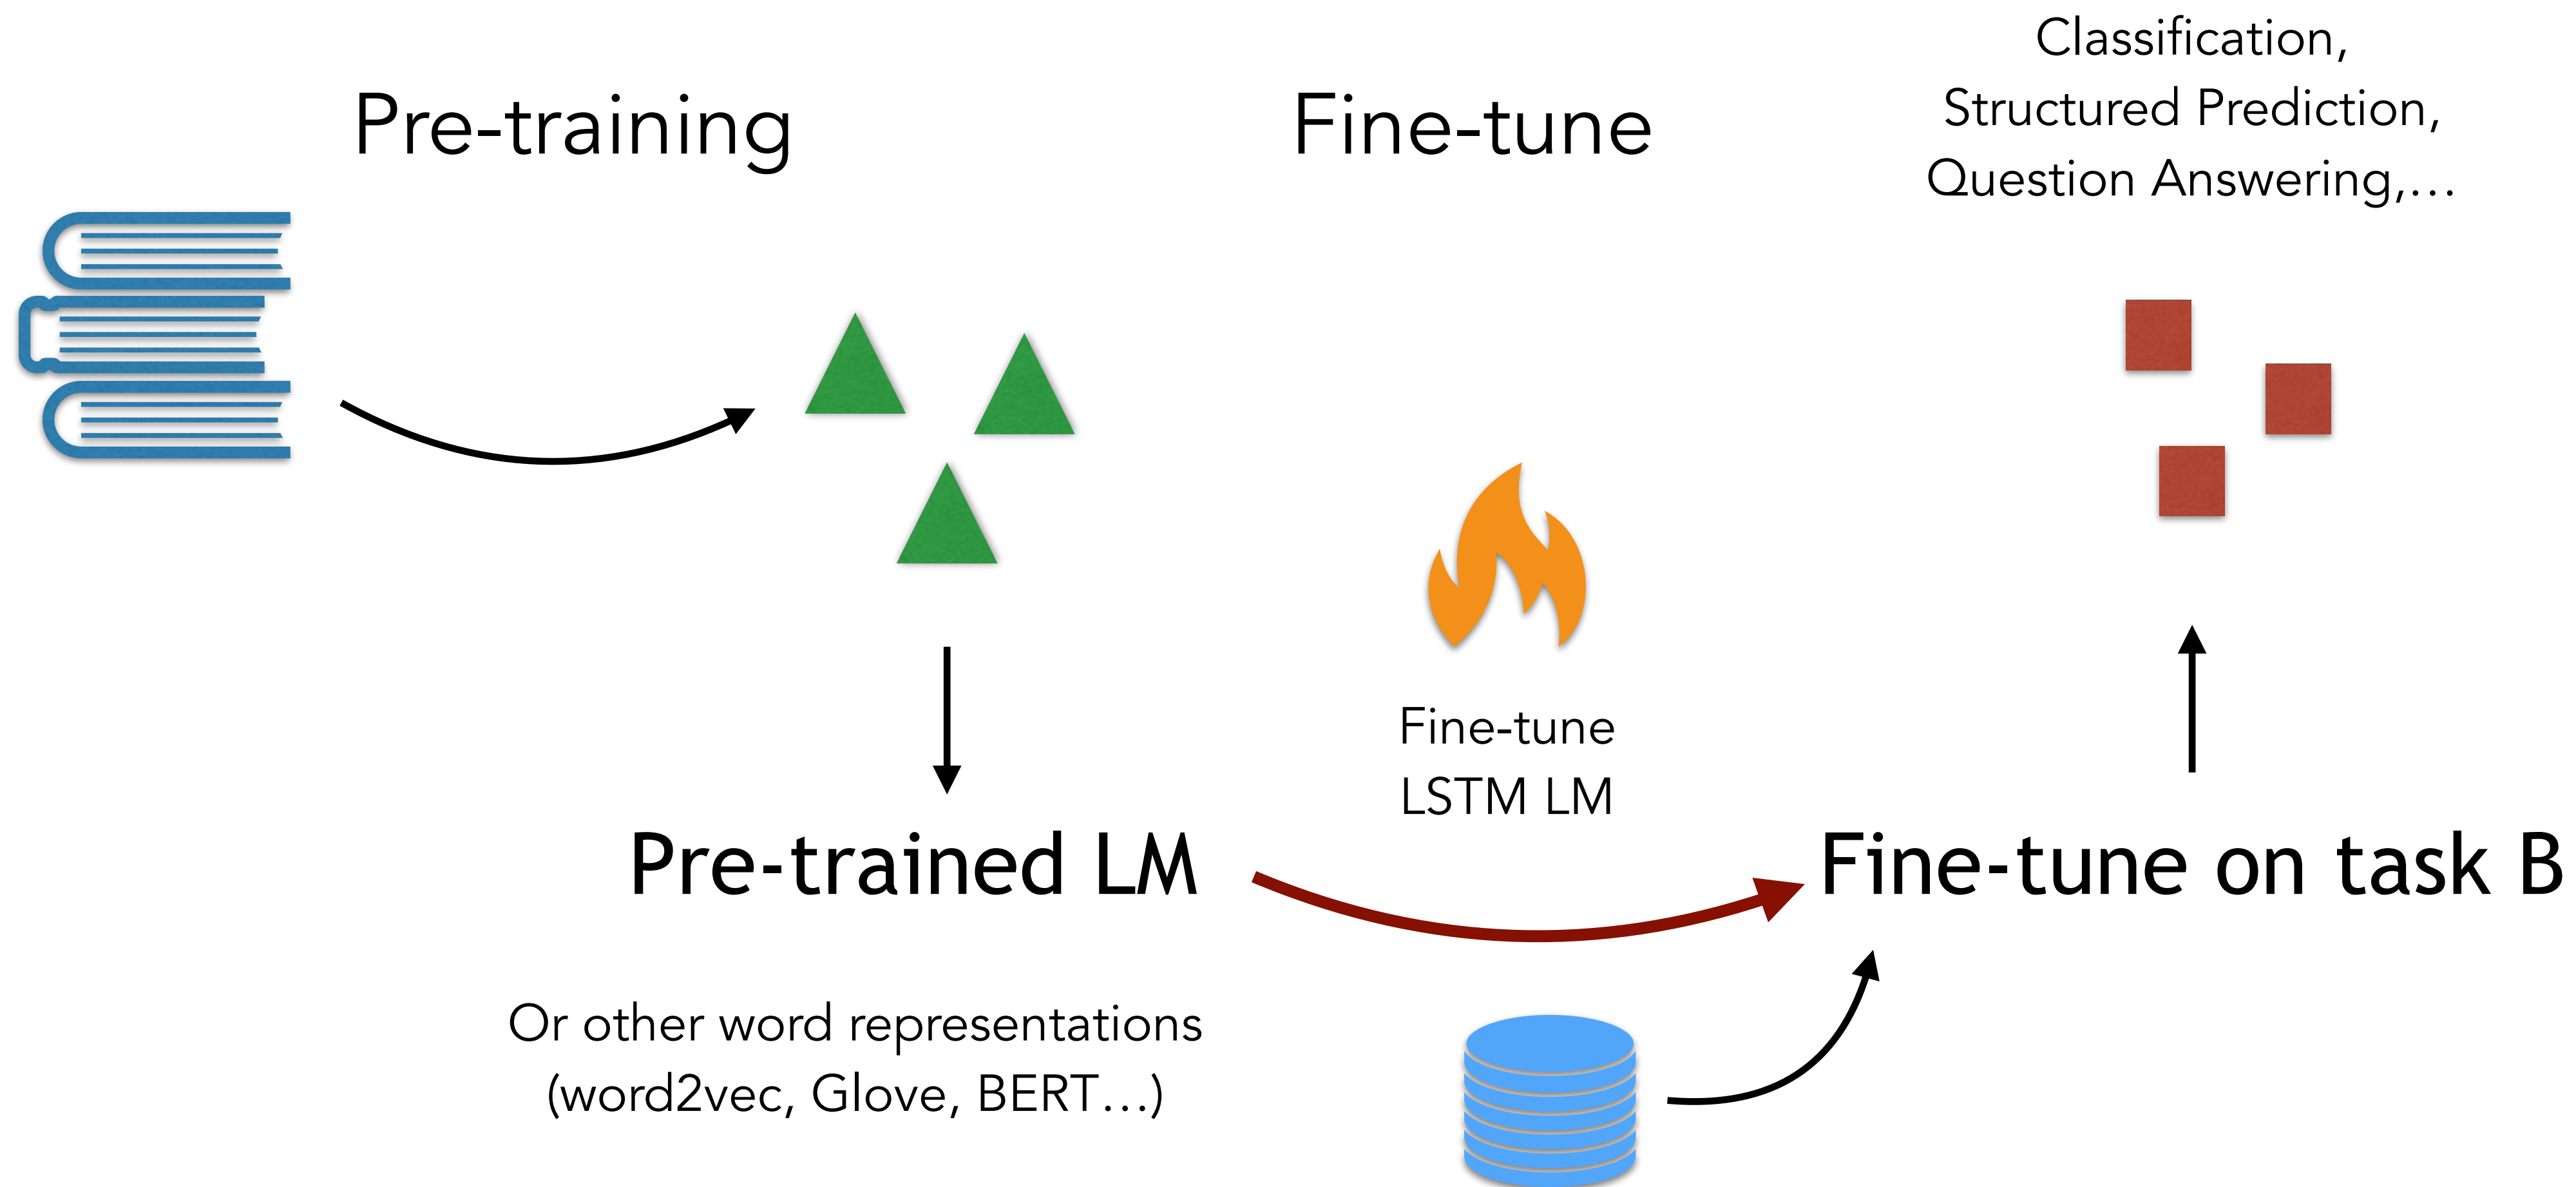 Pre-training
Fine-tune
Classification,
Structured Prediction,
Question Answering,...
Fine-tune
LSTM LM
Pre-trained LM
Fine-tune on task B
Or other word representations
(word2vec, Glove, BERT...)